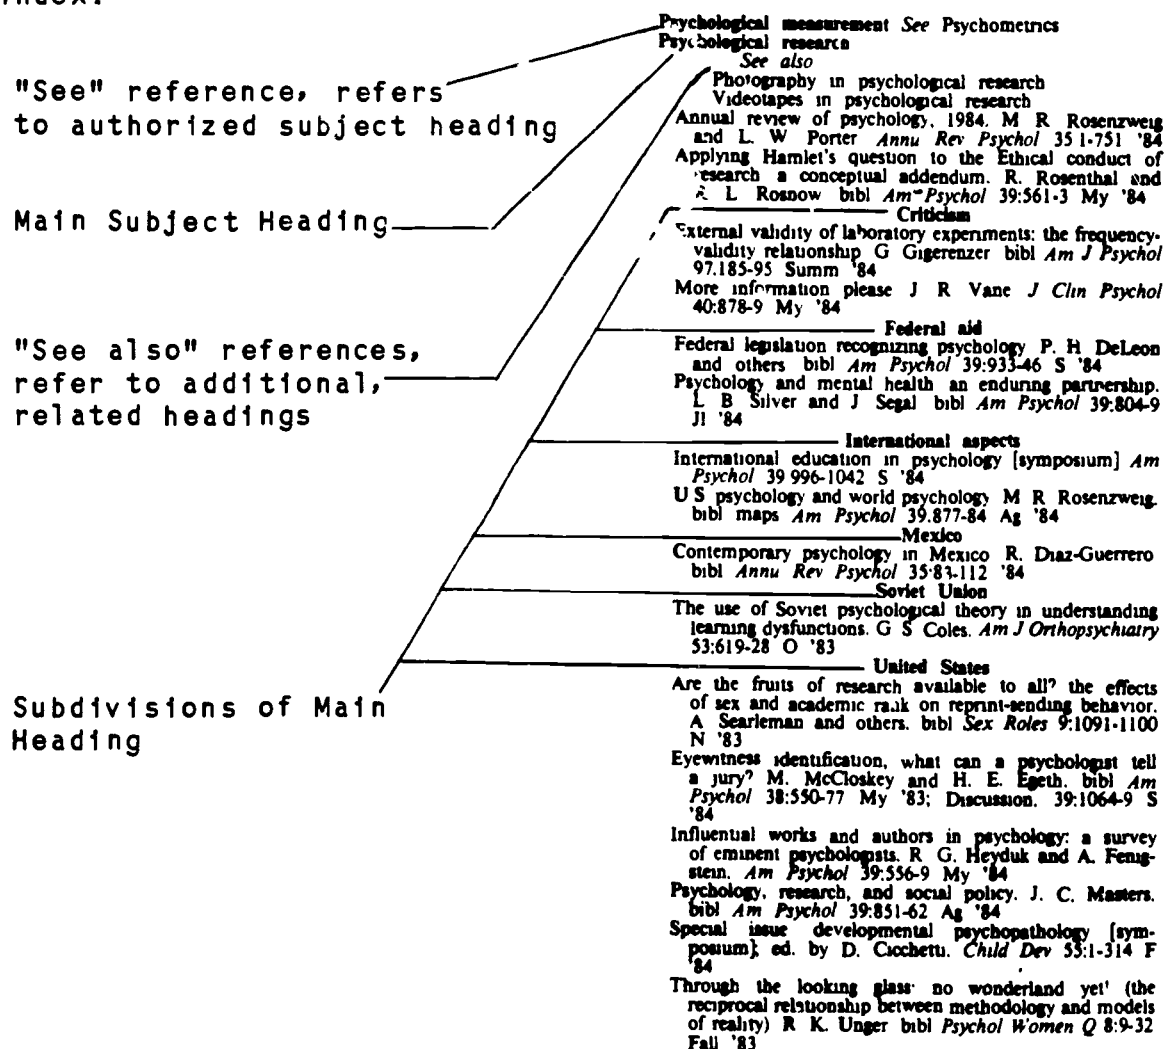 index.
"See" reference, refers
to authorized subject heading
Main Subject Heading
"See also" references,
refer to additional,
related headings
Subdivisions of Main
Heading
Psychological measurement See Psychometrics
Psychological research
See also
Photography in psychological research
Videotapes in psychological research
Annual review of psychology, 1984. M R Rosenzweig
and L. W Porter Annu Rev Psychol 35 1-751 '84
Applying Hamlet's question to the Ethical conduct of
research a conceptual addendum. R. Rosenthal and
R. L Rosnow bibl Am Psychol 39:561-3 My '84
Criticism
External validity of laboratory experiments: the frequency-
validity relationship G Gigerenzer bibl Am J Psychol
97.185-95 Summ '84
More information please J R Vane J Clin Psychol
40:878-9 My '84
Federal aid
Federal legislation recognizing psychology P. H DeLeon
and others bibl Am Psychol 39:933-46 S '84
Psychology and mental health an enduring partnership.
L B Silver and J Segal bibl Am Psychol 39:804-9
Jl '84
International aspects
International education in psychology [symposium] Am
Psychol 39 996-1042 S '84
U S psychology and world psychology M R Rosenzweig.
bibl maps Am Psychol 39.877-84 Ag '84
Mexico
Contemporary psychology in Mexico R. Diaz-Guerrero
bibl Annu Rev Psychol 35:83-112 '84
Soviet Union
The use of Soviet psychological theory in understanding
learning dysfunctions. G S Coles. Am J Orthopsychiatry
53:619-28 O '83
United States
Are the fruits of research available to all? the effects
of sex and academic rank on reprint-sending behavior.
A Searleman and others. bibl Sex Roles 9:1091-1100
N '83
Eyewitness identification, what can a psychologist tell
a jury? M. McCloskey and H. E. Egeth. bibl Am
Psychol 38:550-77 My '83; Discussion. 39:1064-9 S
'84
Influential works and authors in psychology: a survey
of eminent psychologists. R G. Heyduk and A. Fenig-
stein. Am Psychol 39:556-9 My '84
Psychology, research, and social policy. J. C. Masters.
bibl Am Psychol 39:851-62 Ag '84
Special issue developmental psychopathology [sym-
posium]; ed. by D. Cicchetti. Child Dev 55:1-314 F
'84
Through the looking glass: no wonderland yet! (the
reciprocal relationship between methodology and models
of reality) R K. Unger bibl Psychol Women Q 8:9-32
Fall '83